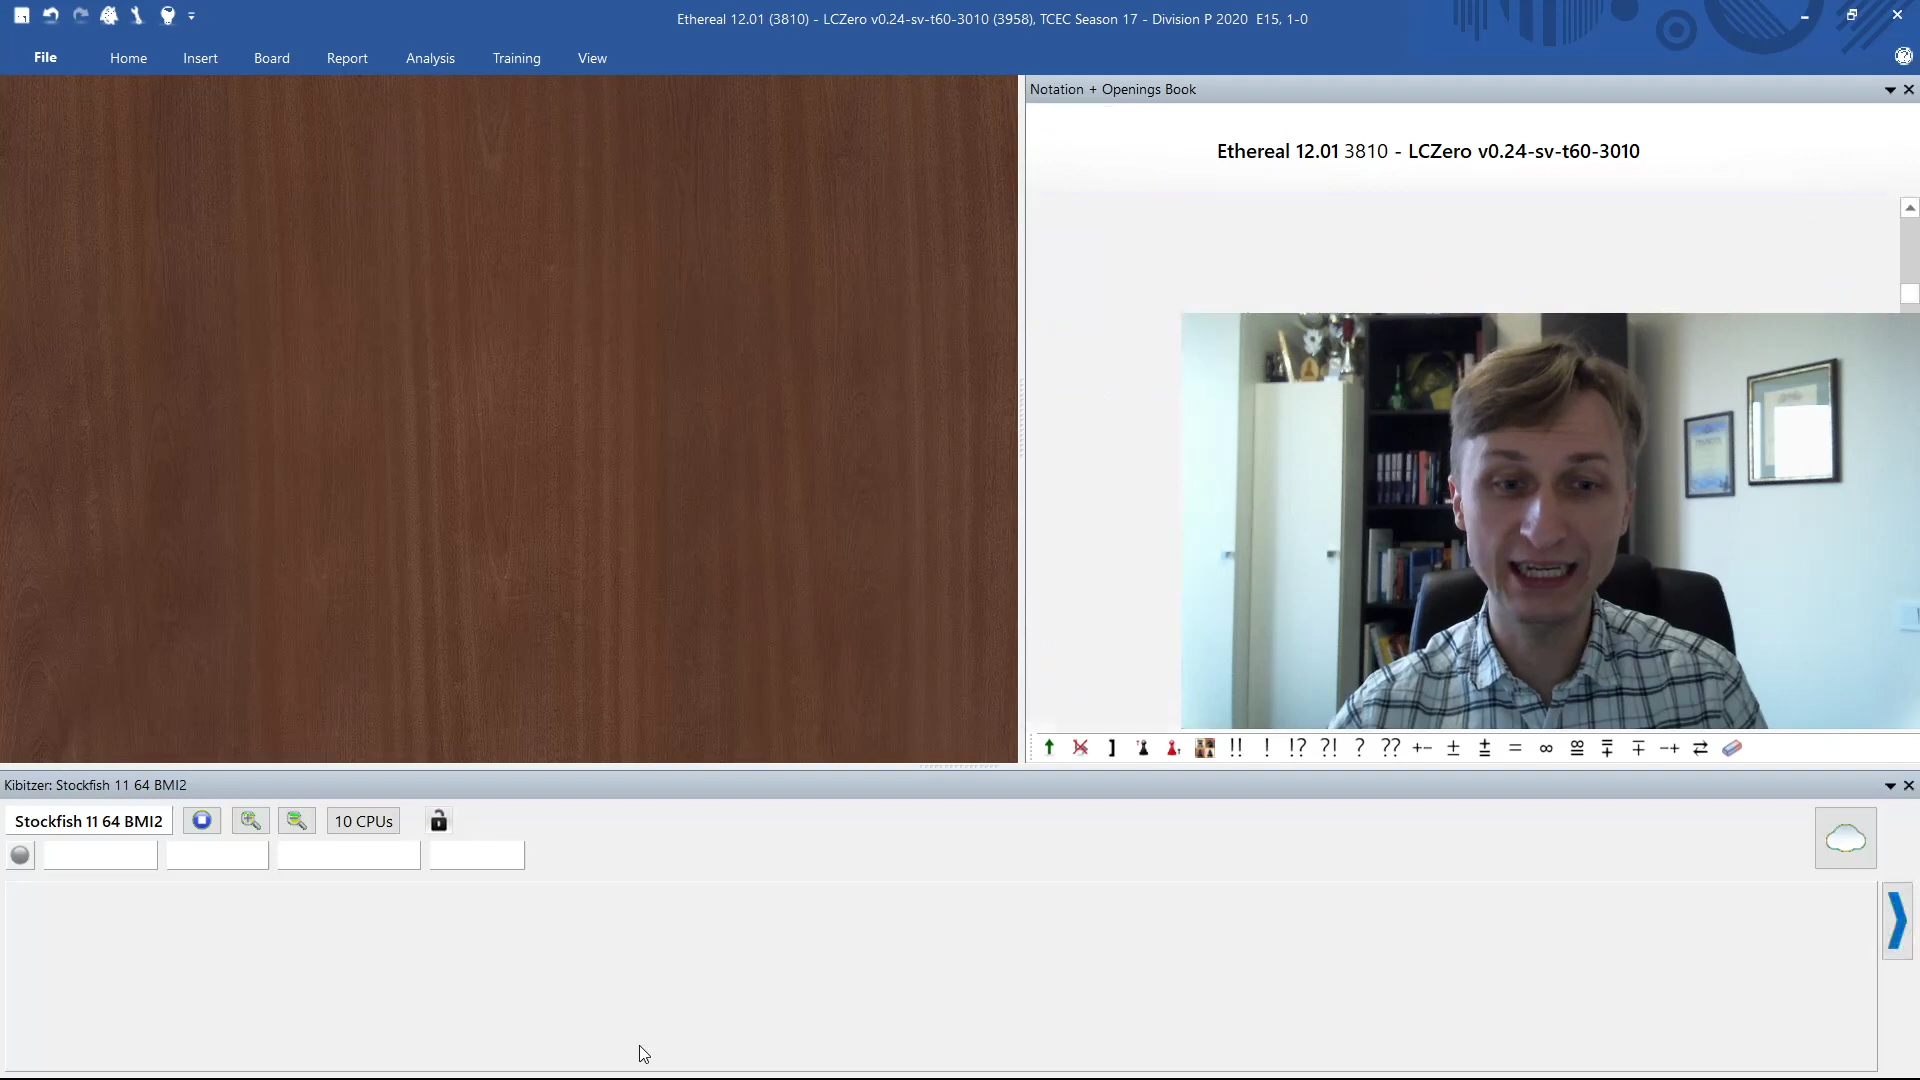 Ethereal 12.01 (3810) - LCZero v0.24-sv-t60-3010 (3958), TCEC Season 17 - Division P 2020  E15, 1-0
File Home Insert Board Report Analysis Training View
Notation + Openings Book
Ethereal 12.01 3810 - LCZero v0.24-sv-t60-3010
] !! ! !? ?! ? ?? +- ± ⩲ = ∞ =∞ ⩱ ∓ -+ ⇄
Kibitzer: Stockfish 11 64 BMI2
Stockfish 11 64 BMI2
10 CPUs